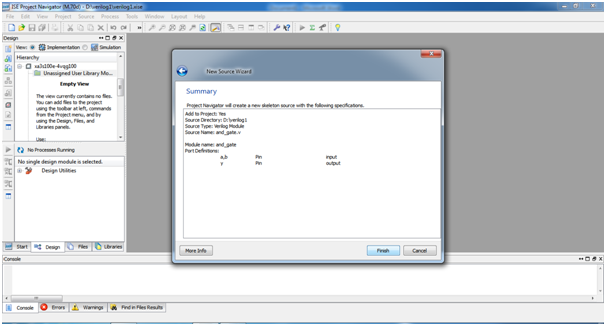 ISE Project Navigator (M.70d) - D:\verilog1\verilog1.xise
File Edit View Project Source Process Tools Window Layout Help
Design
View: Implementation Simulation
Hierarchy
xa3s100e-4vqg100
Unassigned User Library Mo...
Empty View
The view currently contains no files.
You can add files to the project
using the toolbar at left, commands
from the Project menu, and by
using the Design, Files, and
Libraries panels.
Use:
No Processes Running
No single design module is selected.
Design Utilities
Start Design Files Libraries
New Source Wizard
Summary
Project Navigator will create a new skeleton source with the following specifications.
Add to Project: Yes
Source Directory: D:\verilog1
Source Type: Verilog Module
Source Name: and_gate.v
Module name: and_gate
Port Definitions:
a,b Pin input
y Pin output
More Info Finish Cancel
Console
Console Errors Warnings Find in Files Results